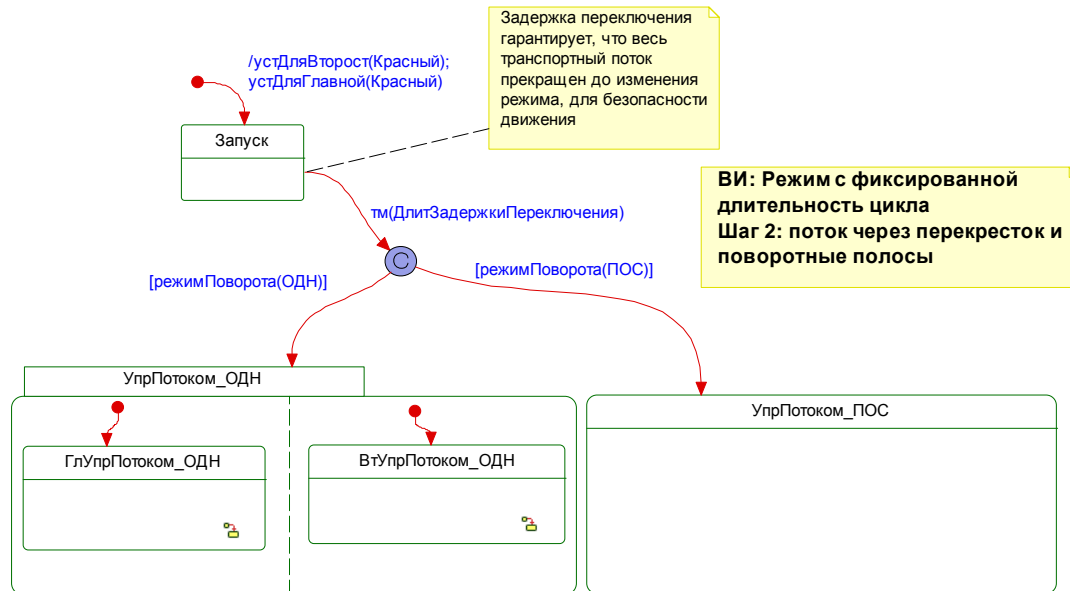 Задержка переключения
гарантирует, что весь
транспортный поток
прекращен до изменения
режима, для безопасности
движения
/устДляВторост(Красный);
устДляГлавной(Красный)
Запуск
ВИ: Режим с фиксированной
длительность цикла
Шаг 2: поток через перекресток и
поворотные полосы
тм(ДлитЗадержкиПереключения)
C
[режимПоворота(ОДН)]
[режимПоворота(ПОС)]
УпрПотоком_ОДН
УпрПотоком_ПОС
ГлУпрПотоком_ОДН
ВтУпрПотоком_ОДН